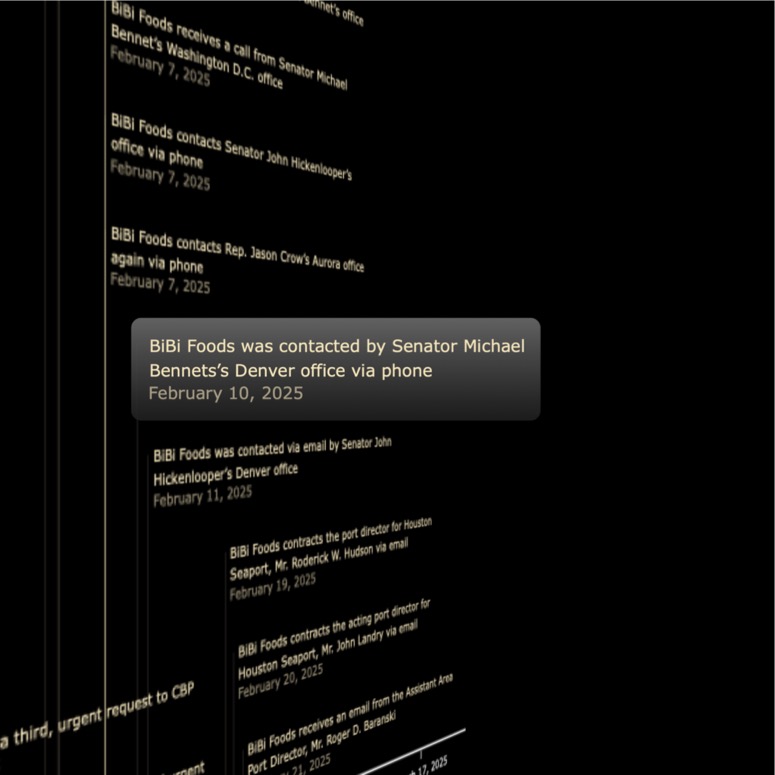 ennet's office
BiBi Foods receives a call from Senator Michael
Bennet's Washington D.C. office
February 7, 2025
BiBi Foods contacts Senator John Hickenlooper's
office via phone
February 7, 2025
BiBi Foods contacts Rep. Jason Crow's Aurora office
again via phone
February 7, 2025
BiBi Foods was contacted by Senator Michael
Bennets's Denver office via phone
February 10, 2025
BiBi Foods was contacted via email by Senator John
Hickenlooper's Denver office
February 11, 2025
BiBi Foods contracts the port director for Houston
Seaport, Mr. Roderick W. Hudson via email
February 19, 2025
BiBi Foods contracts the acting port director for
Houston Seaport, Mr. John Landry via email
February 20, 2025
a third, urgent request to CBP
BiBi Foods receives an email from the Assistant Area
Port Director, Mr. Roger D. Baranski
21, 2025
17, 2025